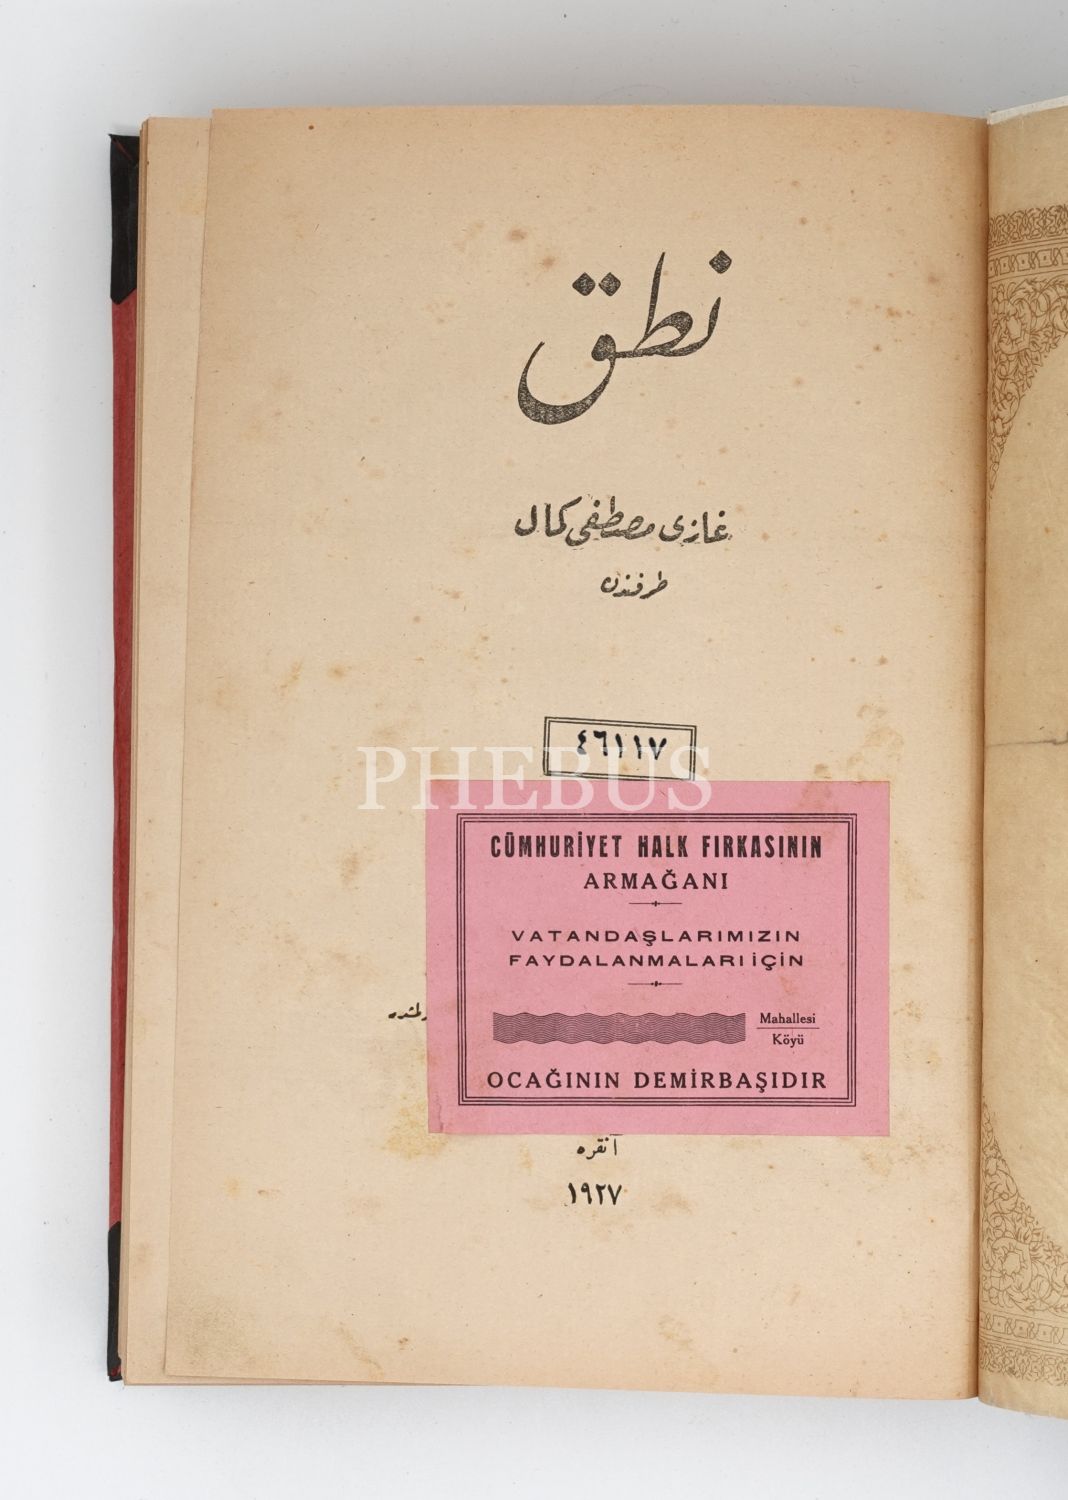 نطق
غازی مصطفی کمال
طرفندن
٤٦١١٧
PHEBUS
CÜMHURİYET HALK FIRKASININ
ARMAĞANI
VATANDAŞLARIMIZIN
FAYDALANMALARI İÇİN
Mahallesi
Köyü
OCAĞININ DEMİRBAŞIDIR
آنقره
١٩٢٧